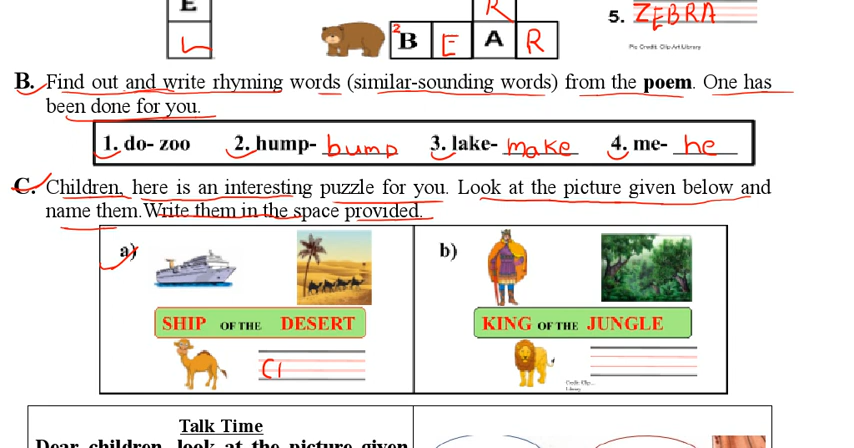 E
R
L
2
B E A R
5. ZEBRA
Pic Credit: Clip Art Library
B. Find out and write rhyming words (similar-sounding words) from the poem. One has
been done for you.
1. do- zoo 2. hump- bump 3. lake- make 4. me- he
C. Children, here is an interesting puzzle for you. Look at the picture given below and
name them.Write them in the space provided.
a) b)
SHIP OF THE DESERT KING OF THE JUNGLE
Credit: Clip...
Library
Talk Time
Dear children, look at the picture given